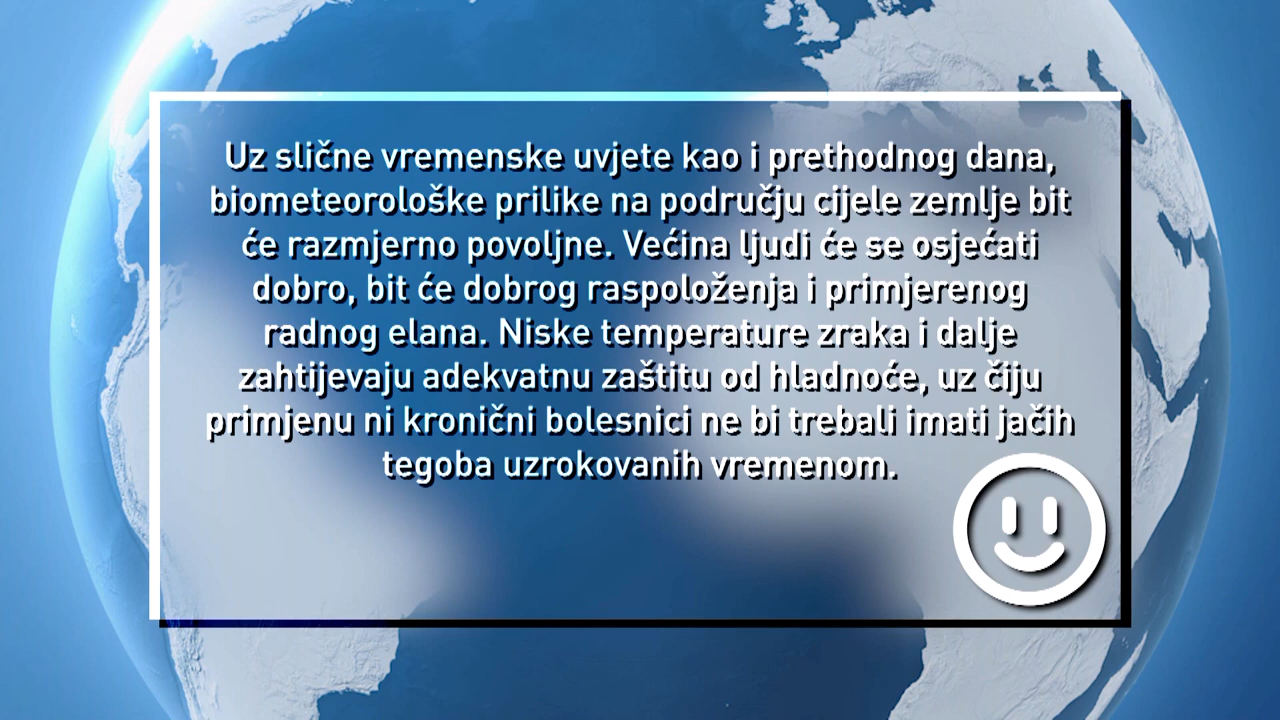 Uz slične vremenske uvjete kao i prethodnog dana,
biometeorološke prilike na području cijele zemlje bit
će razmjerno povoljne. Većina ljudi će se osjećati
dobro, bit će dobrog raspoloženja i primjerenog
radnog elana. Niske temperature zraka i dalje
zahtijevaju adekvatnu zaštitu od hladnoće, uz čiju
primjenu ni kronični bolesnici ne bi trebali imati jačih
tegoba uzrokovanih vremenom.